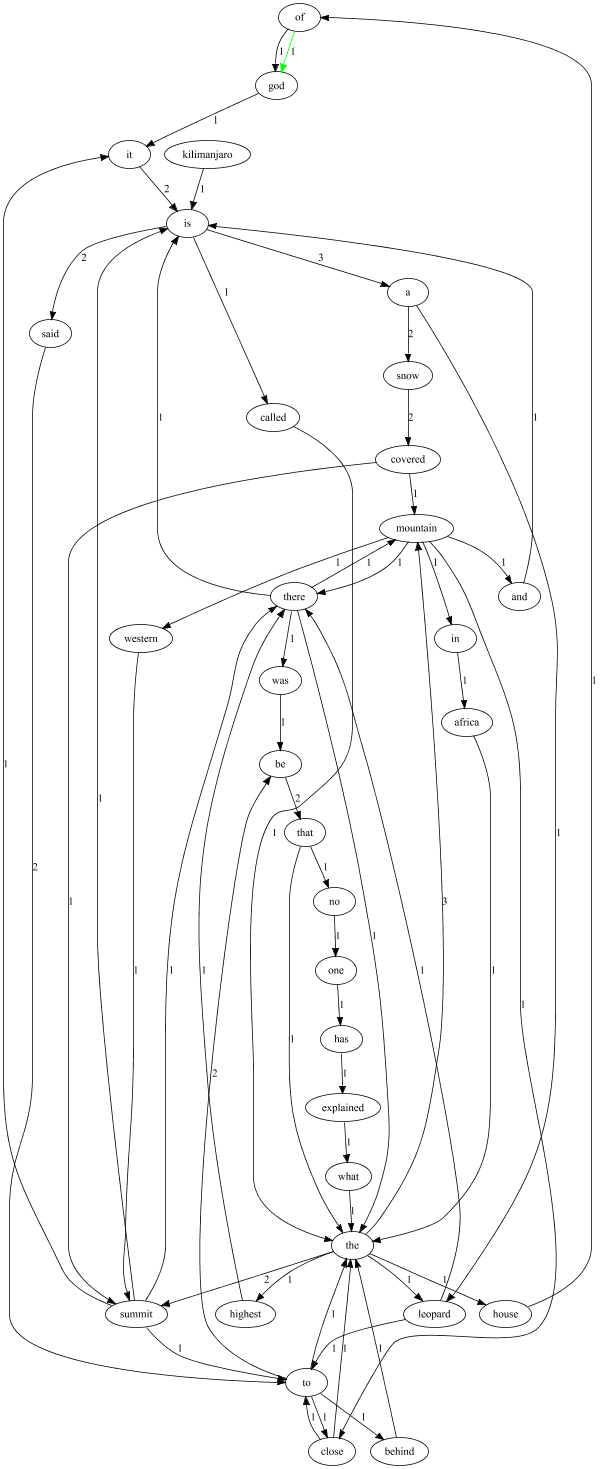 of
1 1
god
1
it kilimanjaro
2 1
is
2 3
1
a
said
2
snow
called
2
1 1
covered
1
mountain
1 1 1 1 1
there and
western in
1
was
1
africa
1
be
2
that
1
no
1 3
1
one
1 1 1 1 1
1
has
1
2
explained
1
what
1
the
2 1 1 1
summit highest leopard house
1 1 1 1 1
to
1 1 1
close behind
1
1
1
2
1
1
1
1